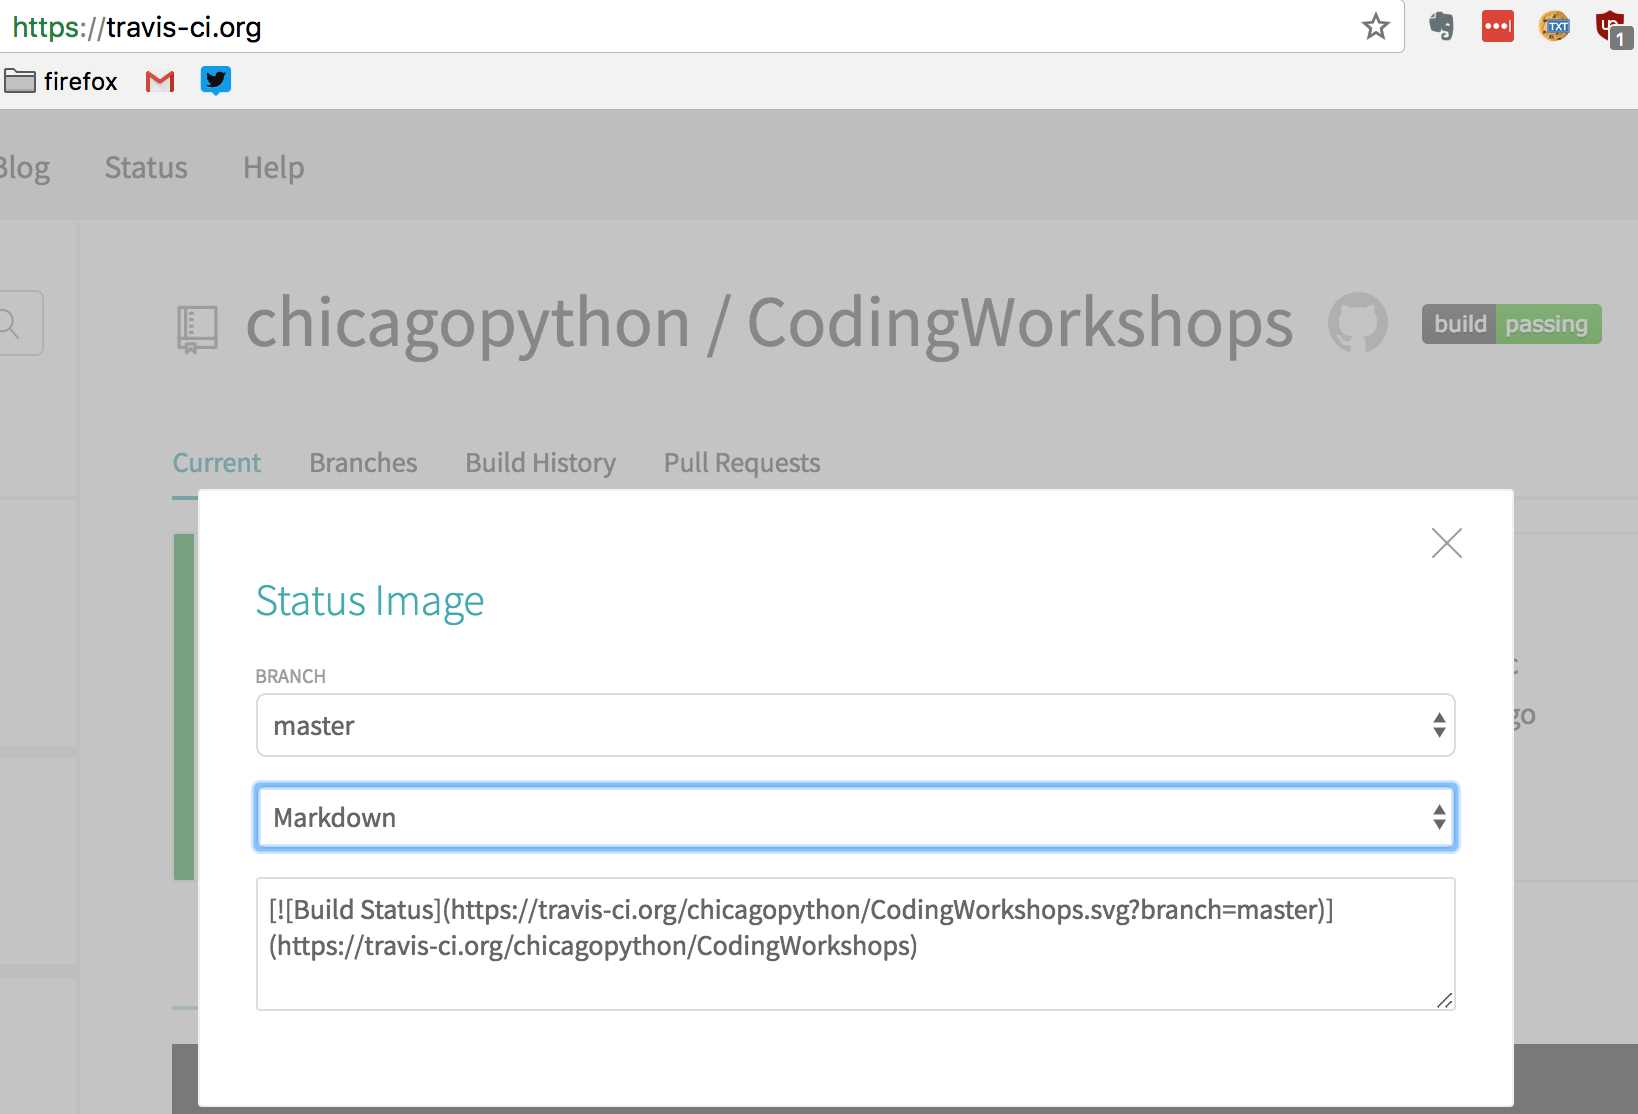 https://travis-ci.org
TXT
1
firefox
Blog Status Help
chicagopython / CodingWorkshops build passing
Current Branches Build History Pull Requests
Status Image
BRANCH
master
Markdown
[![Build Status](https://travis-ci.org/chicagopython/CodingWorkshops.svg?branch=master)]
(https://travis-ci.org/chicagopython/CodingWorkshops)